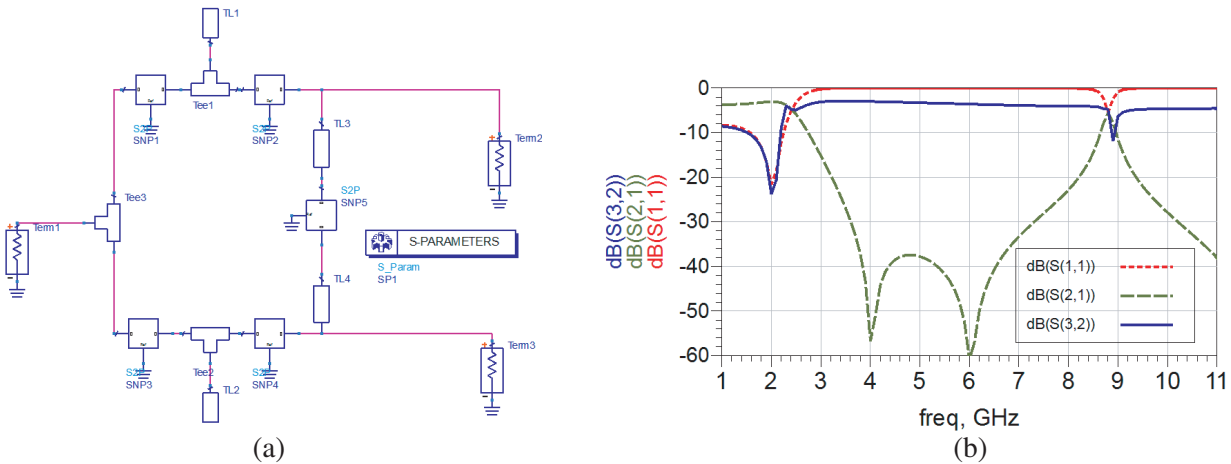 TL1
S2P
SNP1
Tee1
S2P
SNP2
TL3
Term2
S2P
SNP5
Tee3
Term1
S-PARAMETERS
S_Param
SP1
TL4
Term3
S2P
SNP3
Tee2
S2P
SNP4
TL2
(a)
dB(S(3,2))
dB(S(2,1))
dB(S(1,1))
0
-10
-20
-30
-40
-50
-60
dB(S(1,1))
dB(S(2,1))
dB(S(3,2))
1 2 3 4 5 6 7 8 9 10 11
freq, GHz
(b)